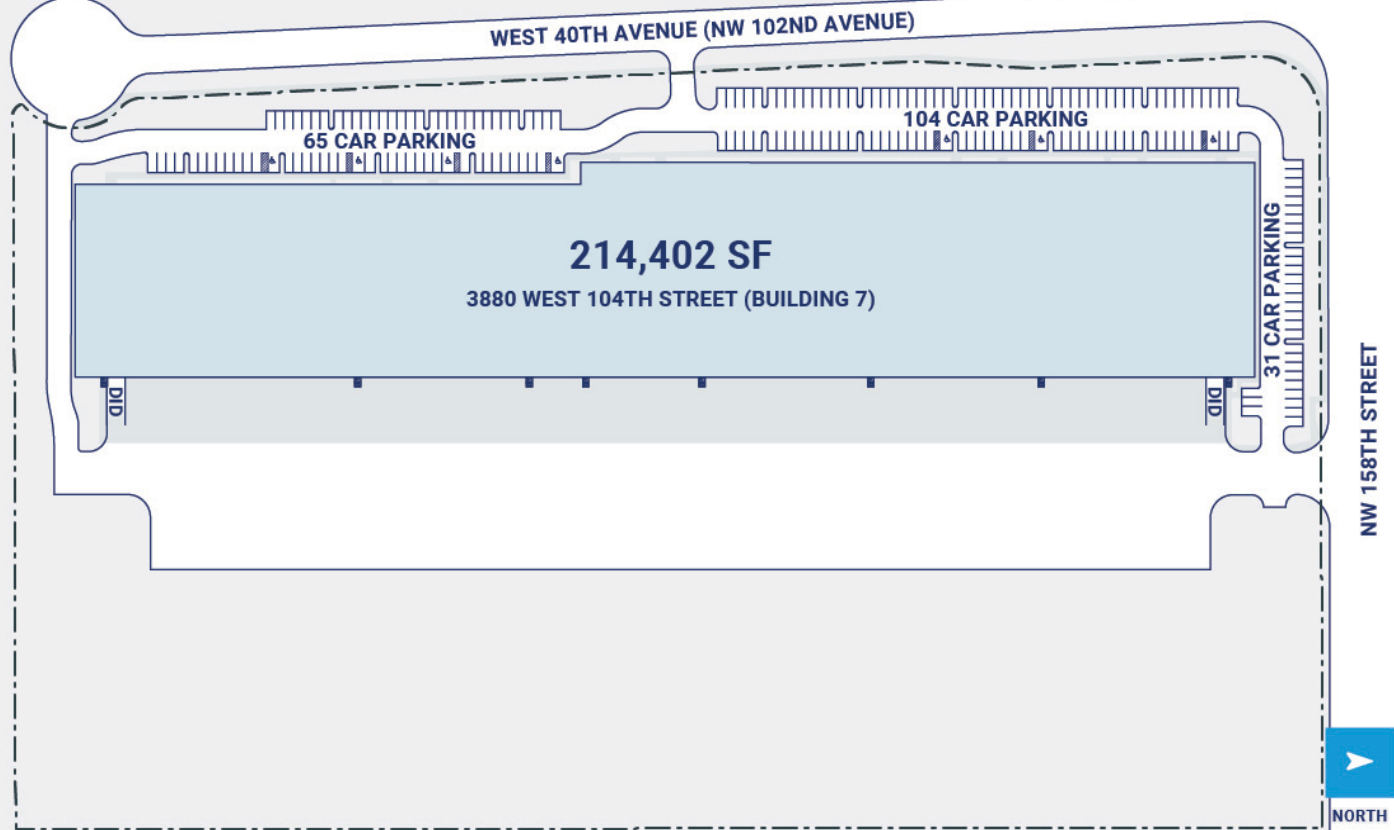 WEST 40TH AVENUE (NW 102ND AVENUE)
104 CAR PARKING
65 CAR PARKING
214,402 SF
3880 WEST 104TH STREET (BUILDING 7)
31 CAR PARKING
DID
DID
NW 158TH STREET
NORTH